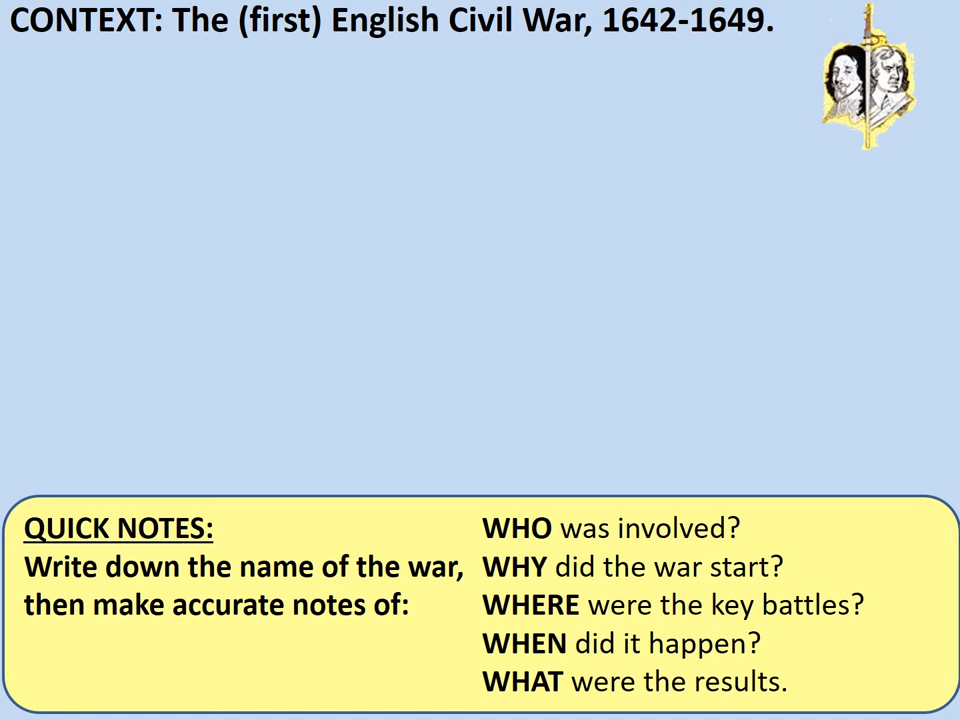 CONTEXT: The (first) English Civil War, 1642-1649.
QUICK NOTES:
Write down the name of the war,
then make accurate notes of:
WHO was involved?
WHY did the war start?
WHERE were the key battles?
WHEN did it happen?
WHAT were the results.